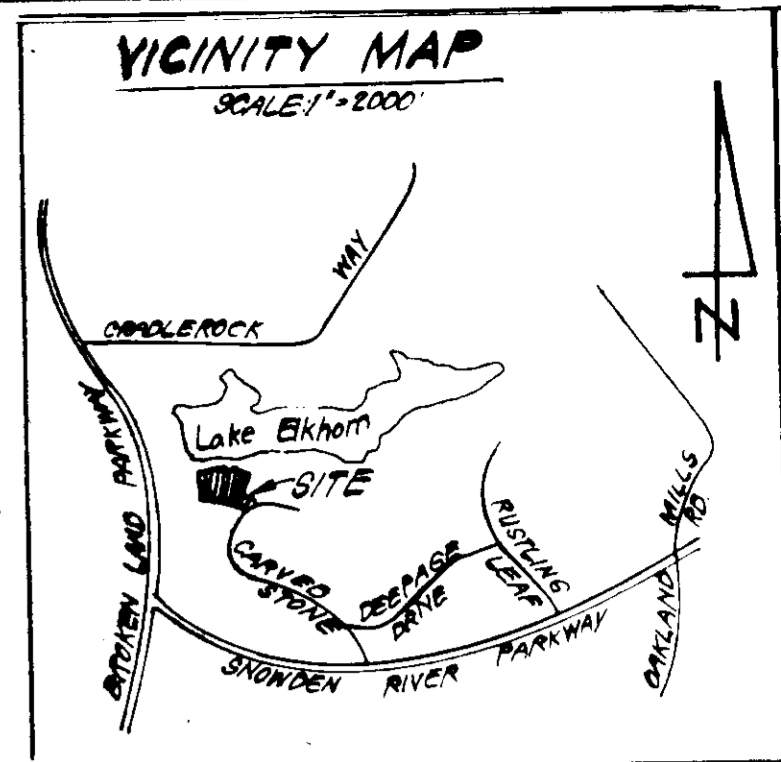 VICINITY MAP
SCALE: 1" = 2000'
WAY
CRADLEROCK
N
BROKEN LAND PARKWAY
Lake Elkhorn
SITE
MILLS
RD.
RUSTLING
LEAF
CARVED
STONE
DEEPAGE
DRIVE
OAKLAND
SNOWDEN RIVER PARKWAY